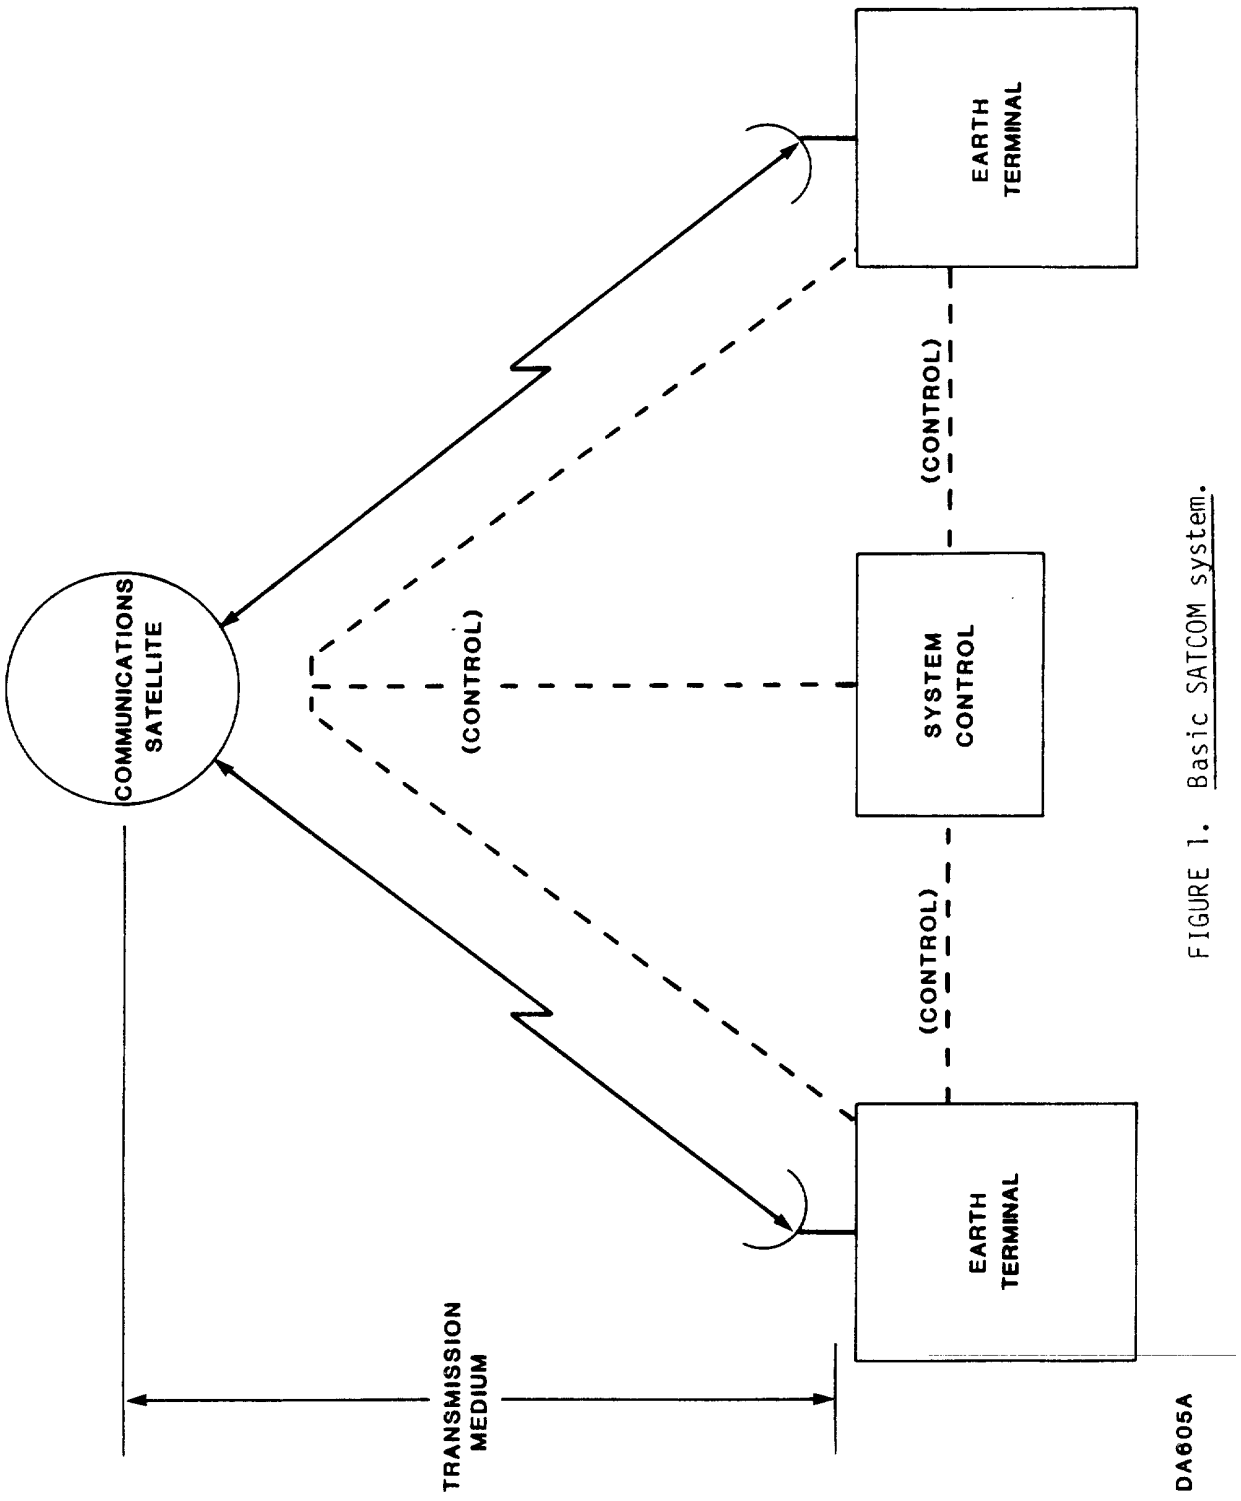 COMMUNICATIONS
SATELLITE
TRANSMISSION
MEDIUM
(CONTROL)
EARTH
TERMINAL
(CONTROL)
SYSTEM
CONTROL
(CONTROL)
EARTH
TERMINAL
DA605A
FIGURE 1. Basic SATCOM system.